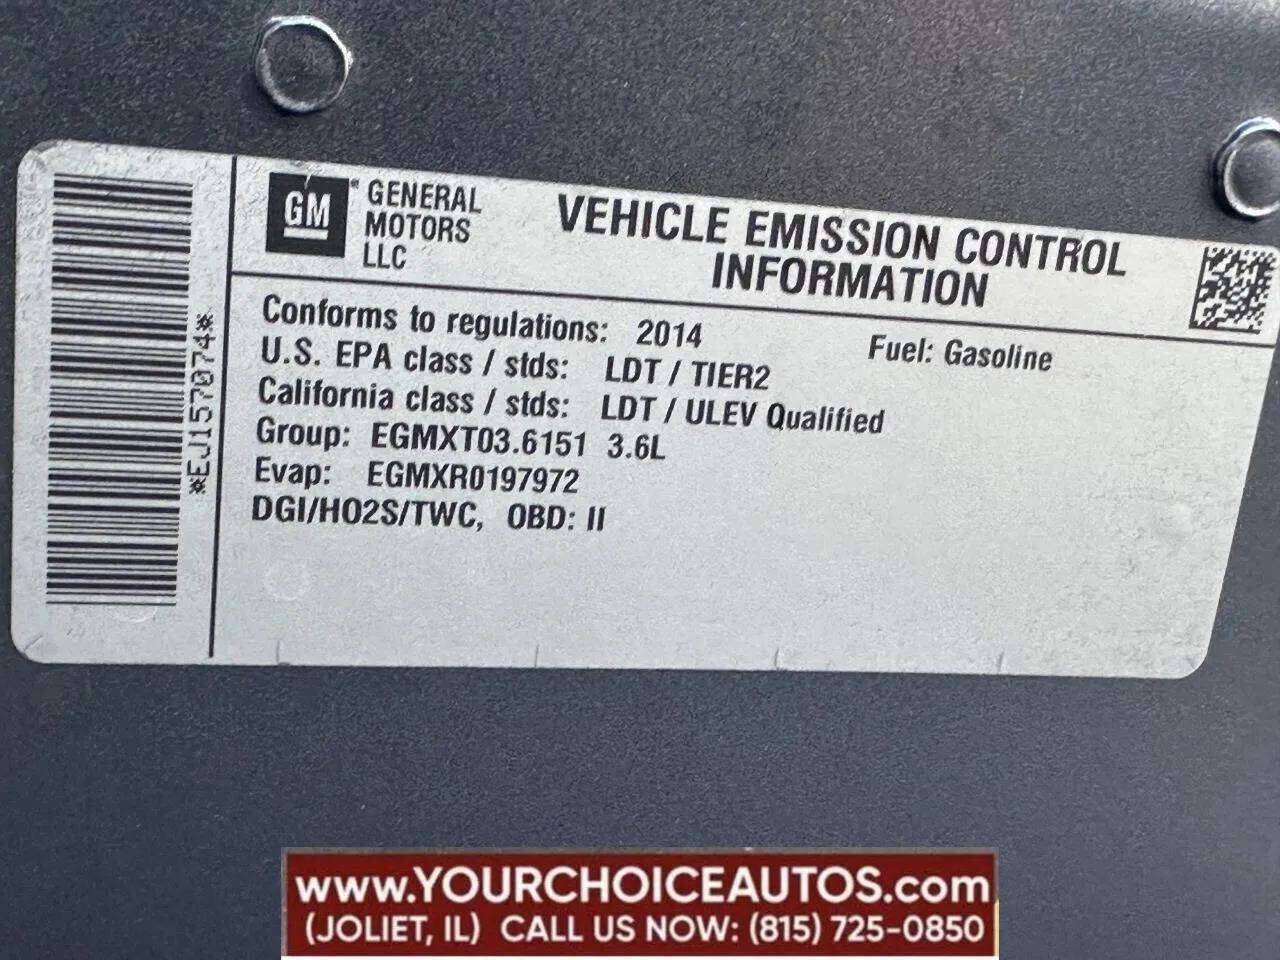 *EJ157074*
GM
GENERAL
MOTORS
LLC
VEHICLE EMISSION CONTROL
INFORMATION
Conforms to regulations: 2014 Fuel: Gasoline
U.S. EPA class / stds: LDT / TIER2
California class / stds: LDT / ULEV Qualified
Group: EGMXT03.6151 3.6L
Evap: EGMXR0197972
DGI/HO2S/TWC, OBD: II
www.YOURCHOICEAUTOS.com
(JOLIET, IL) CALL US NOW: (815) 725-0850